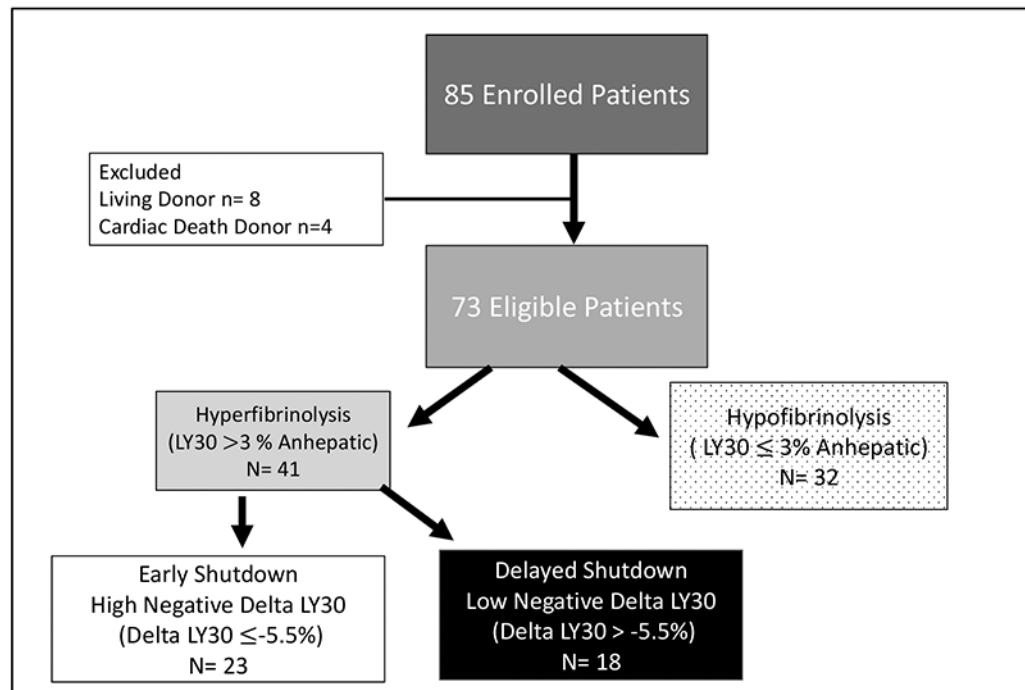 85 Enrolled Patients
Excluded
Living Donor n= 8
Cardiac Death Donor n=4
73 Eligible Patients
Hyperfibrinolysis
(LY30 >3 % Anhepatic)
N= 41
Hypofibrinolysis
( LY30 ≤ 3% Anhepatic)
N= 32
Early Shutdown
High Negative Delta LY30
(Delta LY30 ≤-5.5%)
N= 23
Delayed Shutdown
Low Negative Delta LY30
(Delta LY30 > -5.5%)
N= 18